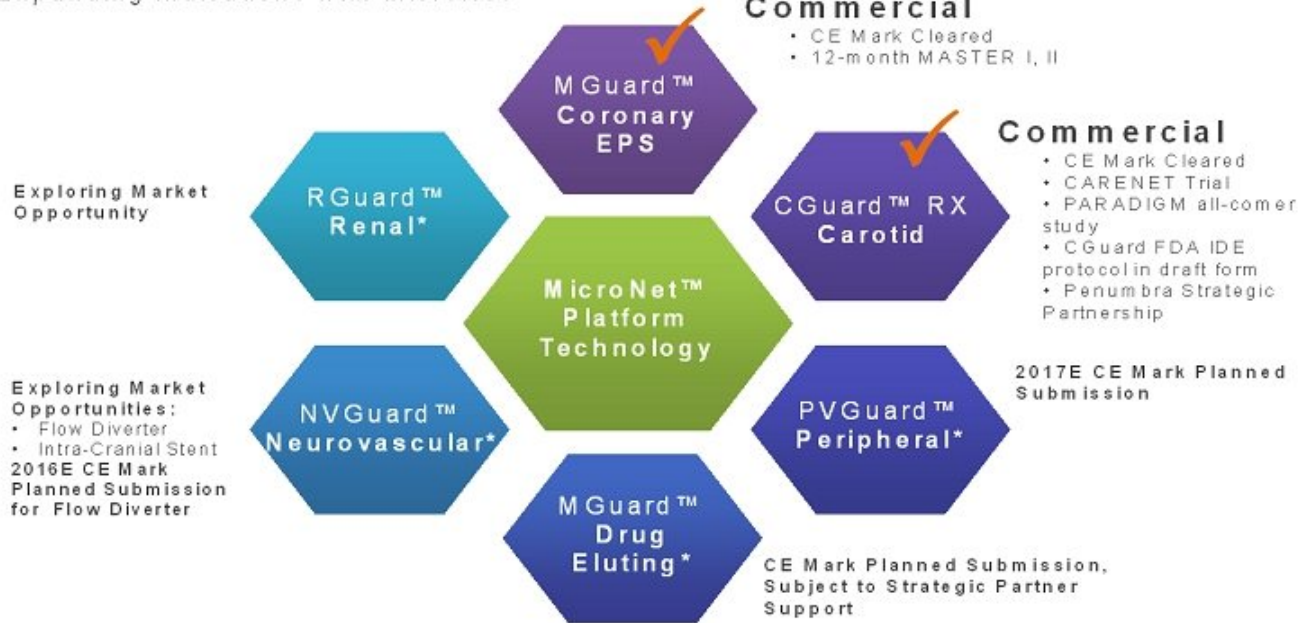 Commercial
• CE Mark Cleared
• 12-month MASTER I, II
MGuard™
Coronary
EPS
Commercial
• CE Mark Cleared
• CARENET Trial
• PARADIGM all-comer
study
• CGuard FDA IDE
protocol in draft form
• Penumbra Strategic
Partnership
CGuard™ RX
Carotid
Exploring Market
Opportunity
RGuard™
Renal*
MicroNet™
Platform
Technology
2017E CE Mark Planned
Submission
PVGuard™
Peripheral*
Exploring Market
Opportunities:
• Flow Diverter
• Intra-Cranial Stent
2016E CE Mark
Planned Submission
for Flow Diverter
NVGuard™
Neurovascular*
MGuard™
Drug
Eluting*
CE Mark Planned Submission,
Subject to Strategic Partner
Support